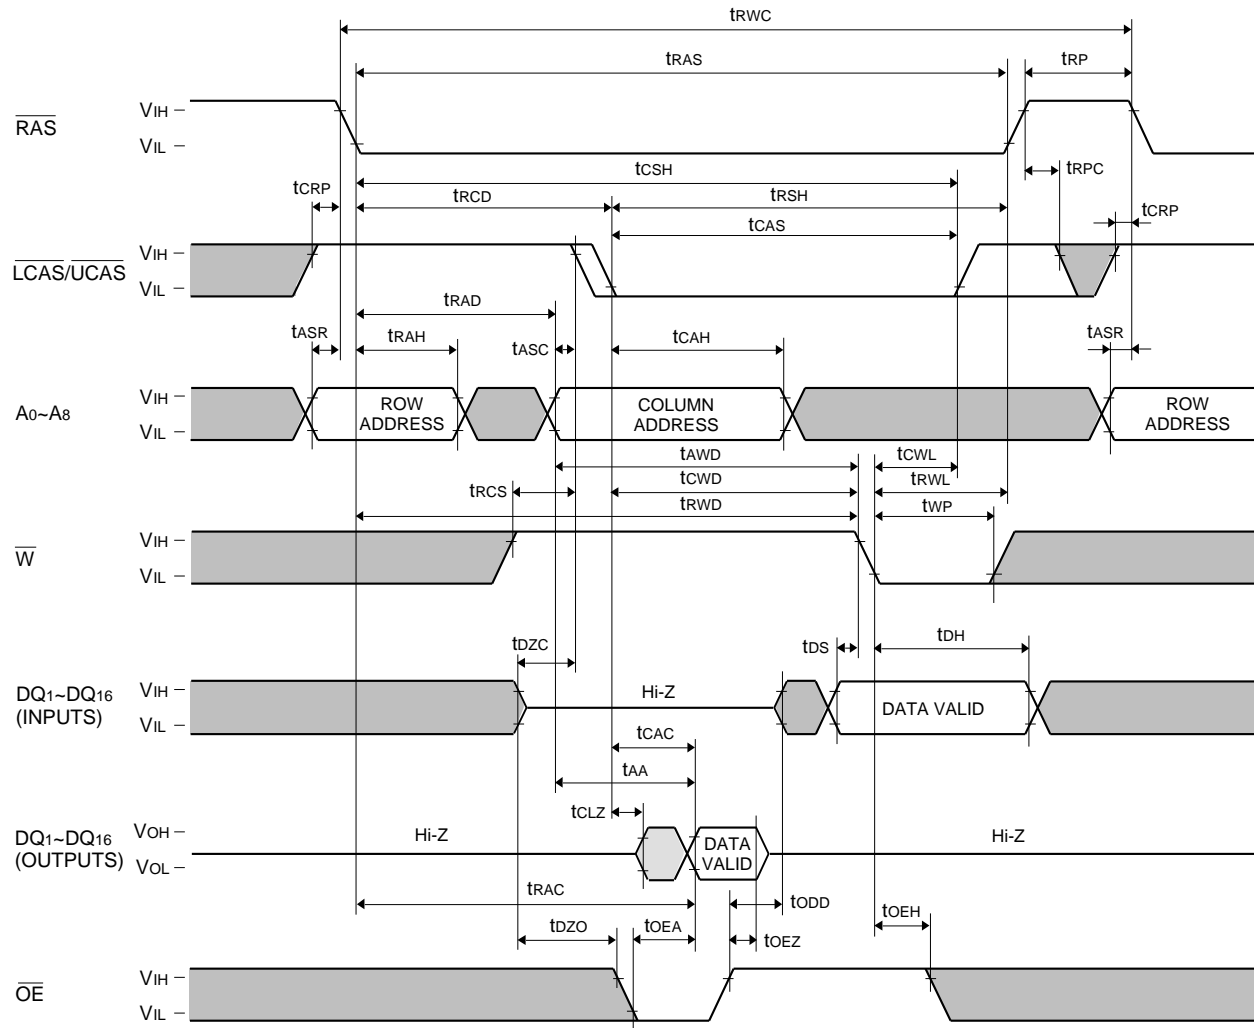 tRWC
tRAS
tRP
RAS
VIH
VIL
tCSH
tRPC
tCRP
tRCD
tRSH
tCRP
tCAS
LCAS/UCAS
VIH
VIL
tRAD
tASR
tRAH
tASC
tCAH
tASR
A0~A8
VIH
VIL
ROW
ADDRESS
COLUMN
ADDRESS
ROW
ADDRESS
tAWD
tCWL
tRCS
tCWD
tRWL
tRWD
tWP
W
VIH
VIL
tDZC
tDS
tDH
DQ1~DQ16
(INPUTS)
VIH
VIL
Hi-Z
DATA VALID
tCAC
tAA
tCLZ
DQ1~DQ16
(OUTPUTS)
VOH
VOL
Hi-Z
DATA
VALID
Hi-Z
tRAC
tODD
tDZO
tOEA
tOEZ
tOEH
OE
VIH
VIL